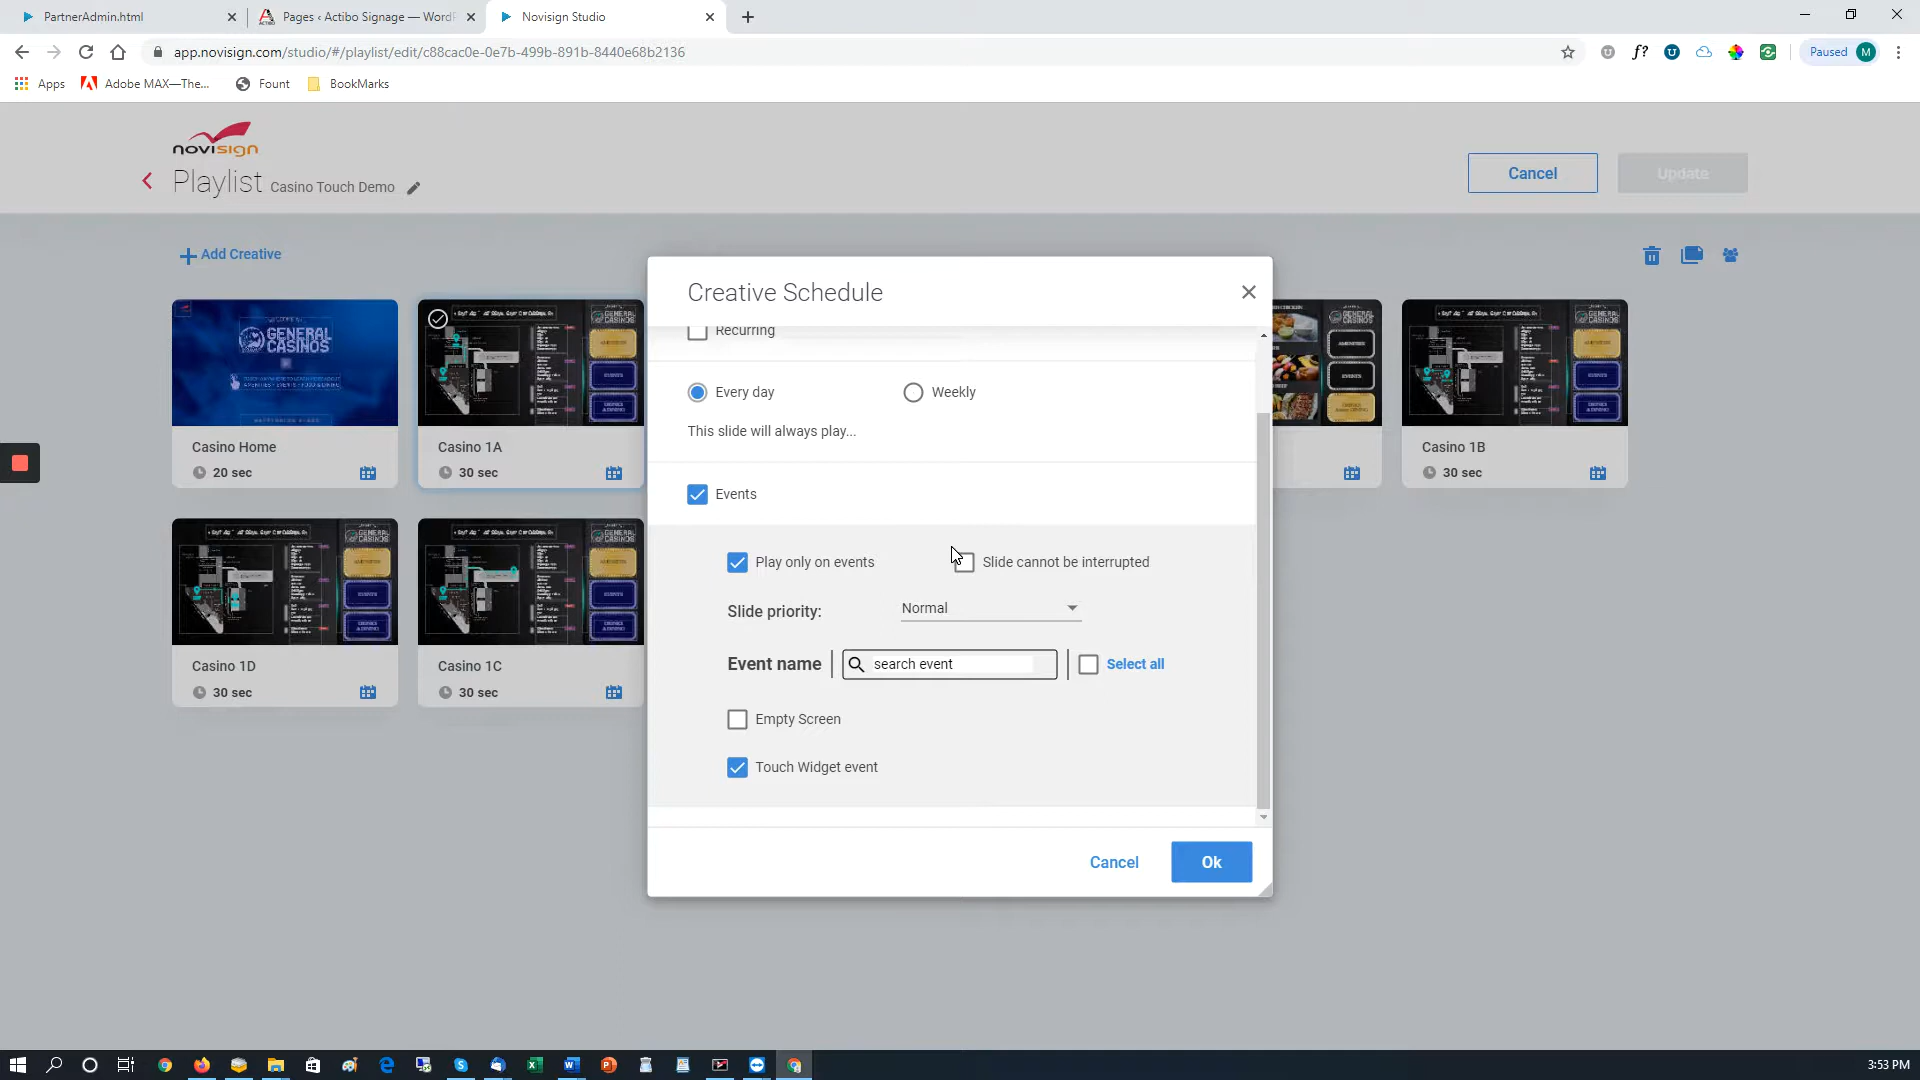 PartnerAdmin.html
Pages ‹ Actibo Signage — WordP
Novisign Studio
app.novisign.com/studio/#/playlist/edit/c88cac0e-0e7b-499b-891b-8440e68b2136
Paused M
Apps
Adobe MAX—The...
Fount
BookMarks
novisign
Playlist Casino Touch Demo
Cancel
Update
Add Creative
Creative Schedule
Recurring
Every day
Weekly
This slide will always play...
Events
Play only on events
Slide cannot be interrupted
Slide priority:
Normal
Event name
search event
Select all
Empty Screen
Touch Widget event
Cancel
Ok
GENERAL CASINOS
Casino Home
20 sec
Casino 1A
30 sec
Casino 1B
30 sec
Casino 1D
30 sec
Casino 1C
30 sec
3:53 PM